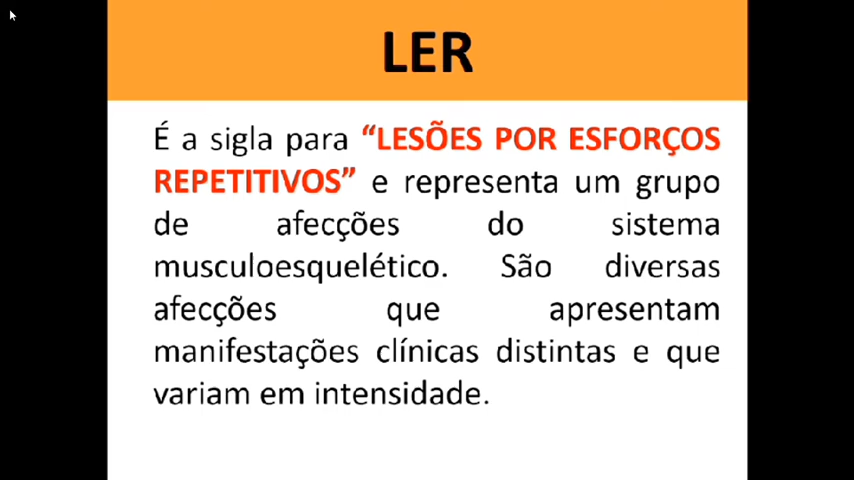 LER
É a sigla para “LESÕES POR ESFORÇOS
REPETITIVOS” e representa um grupo
de afecções do sistema
musculoesquelético. São diversas
afecções que apresentam
manifestações clínicas distintas e que
variam em intensidade.